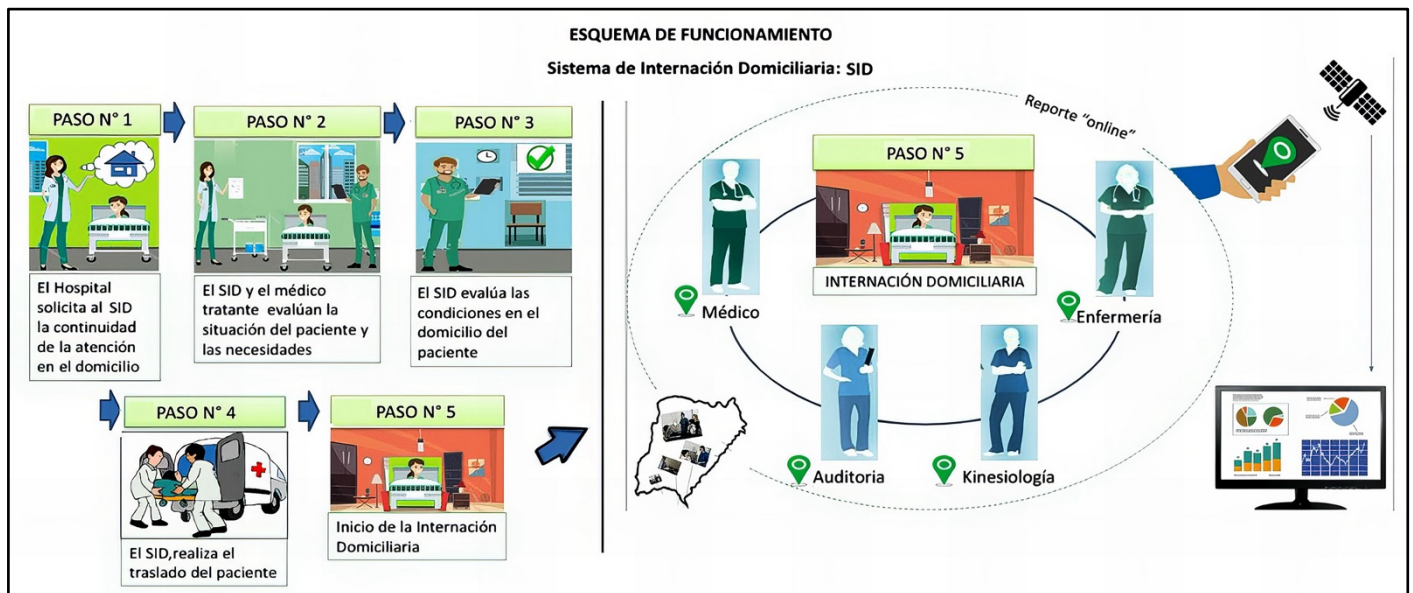 ESQUEMA DE FUNCIONAMIENTO
Sistema de Internación Domiciliaria: SID
PASO N° 1
El Hospital
solicita al SID
la continuidad
de la atención
en el domicilio
PASO N° 2
El SID y el médico
tratante evalúan la
situación del paciente y
las necesidades
PASO N° 3
El SID evalúa las
condiciones en el
domicilio del
paciente
PASO N° 4
El SID,realiza el
traslado del paciente
PASO N° 5
Inicio de la Internación
Domiciliaria
Reporte "online"
PASO N° 5
INTERNACIÓN DOMICILIARIA
Médico
Enfermería
Auditoria
Kinesiología